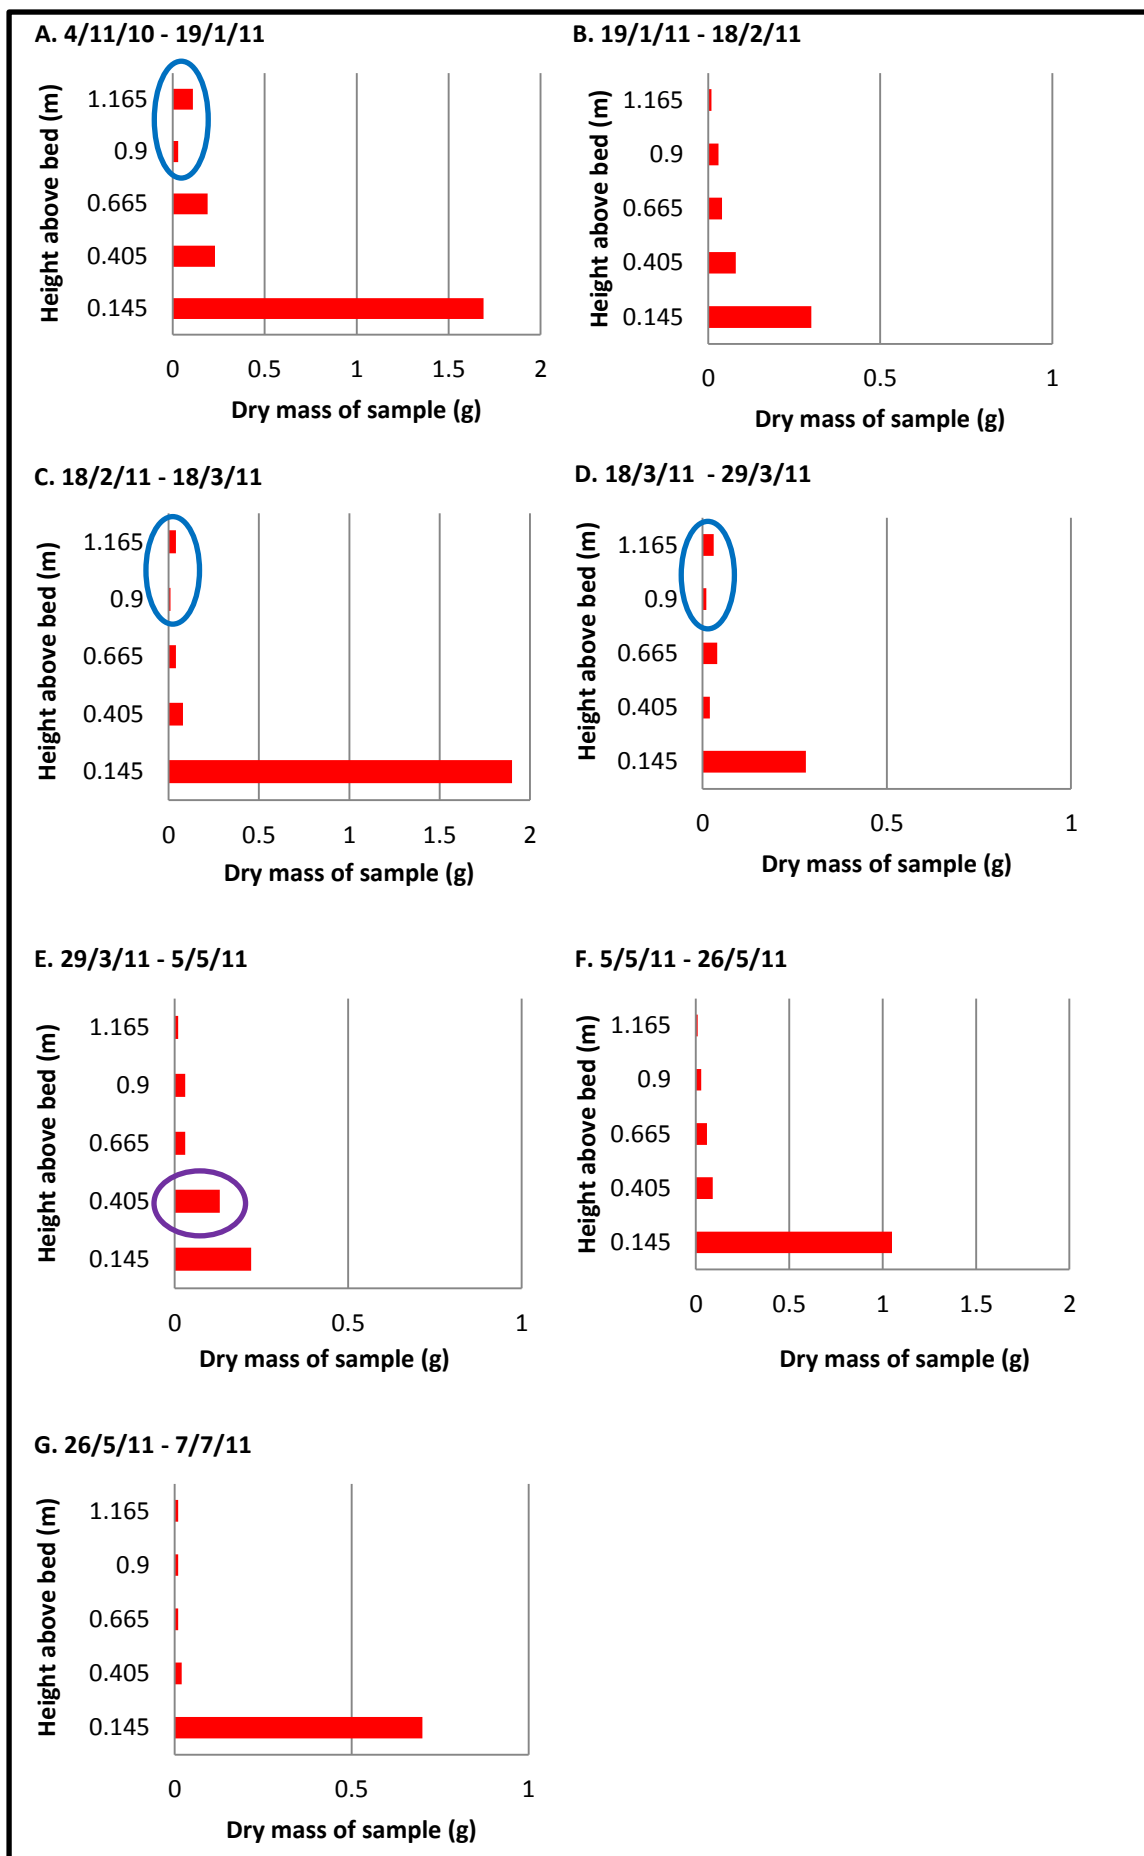 A. 4/11/10 - 19/1/11
Height above bed (m)
1.165
0.9
0.665
0.405
0.145
0 0.5 1 1.5 2
Dry mass of sample (g)
B. 19/1/11 - 18/2/11
Height above bed (m)
1.165
0.9
0.665
0.405
0.145
0 0.5 1
Dry mass of sample (g)
C. 18/2/11 - 18/3/11
Height above bed (m)
1.165
0.9
0.665
0.405
0.145
0 0.5 1 1.5 2
Dry mass of sample (g)
D. 18/3/11 - 29/3/11
Height above bed (m)
1.165
0.9
0.665
0.405
0.145
0 0.5 1
Dry mass of sample (g)
E. 29/3/11 - 5/5/11
Height above bed (m)
1.165
0.9
0.665
0.405
0.145
0 0.5 1
Dry mass of sample (g)
F. 5/5/11 - 26/5/11
Height above bed (m)
1.165
0.9
0.665
0.405
0.145
0 0.5 1 1.5 2
Dry mass of sample (g)
G. 26/5/11 - 7/7/11
Height above bed (m)
1.165
0.9
0.665
0.405
0.145
0 0.5 1
Dry mass of sample (g)